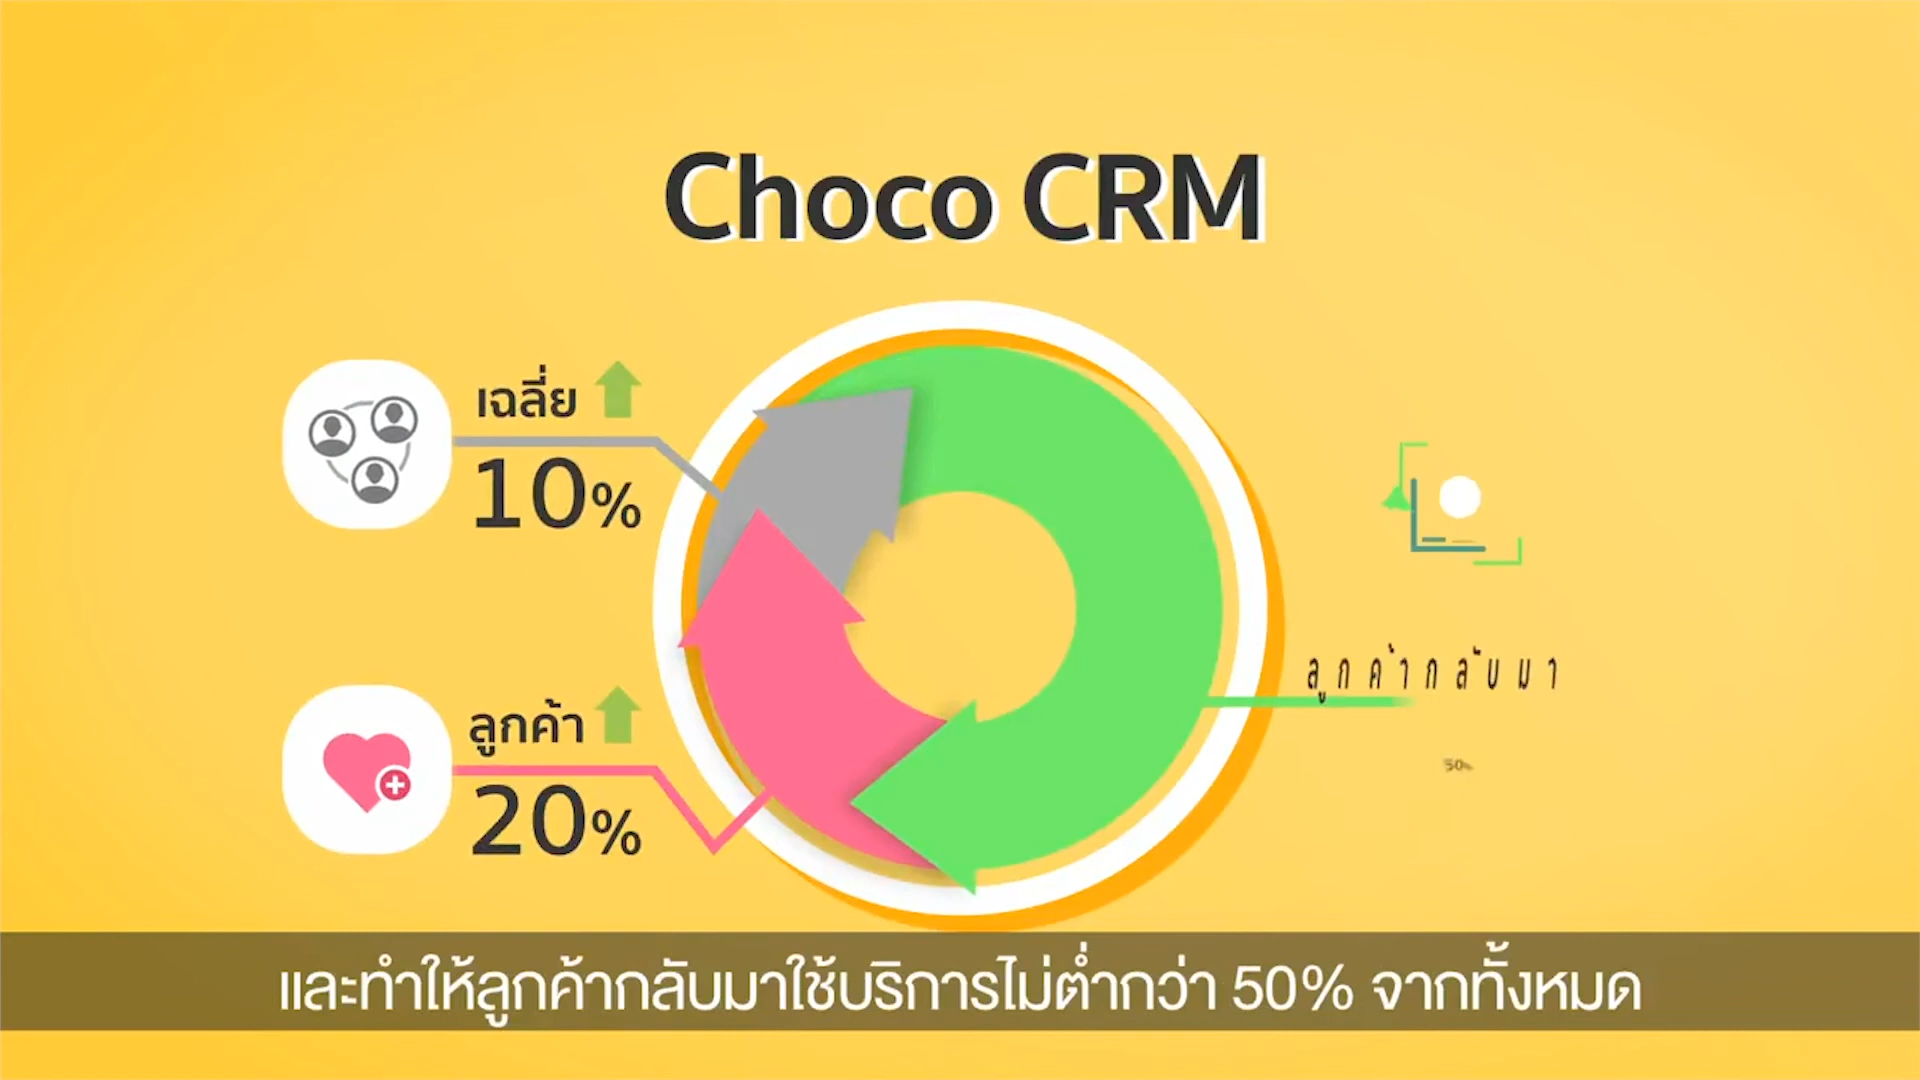 Choco CRM
เฉลี่ย
10%
ลูกค้า
20%
ลูกค้ากลับมา
50%
และทำให้ลูกค้ากลับมาใช้บริการไม่ต่ำกว่า 50% จากทั้งหมด